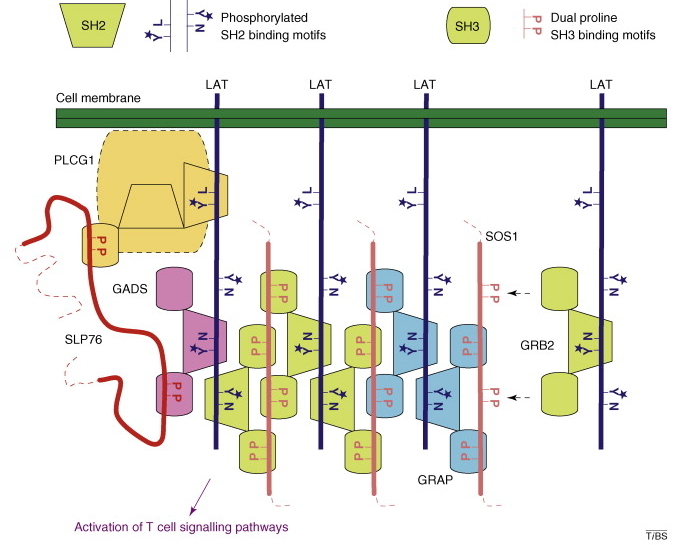 SH2
Y L
Y N
Phosphorylated
SH2 binding motifs
SH3
P P
Dual proline
SH3 binding motifs
LAT LAT LAT LAT
Cell membrane
PLCG1
Y L
Y L
Y L
Y L
P P
SOS1
GADS
Y N
P P
Y N
P P
Y N
P P
Y N
SLP76
Y N
P P
Y N
P P
Y N
P P
GRB2
Y N
P P
Y N
P P
Y N
P P
Y N
P P
Y N
P P
P P
P P
GRAP
Activation of T cell signalling pathways
T/BS